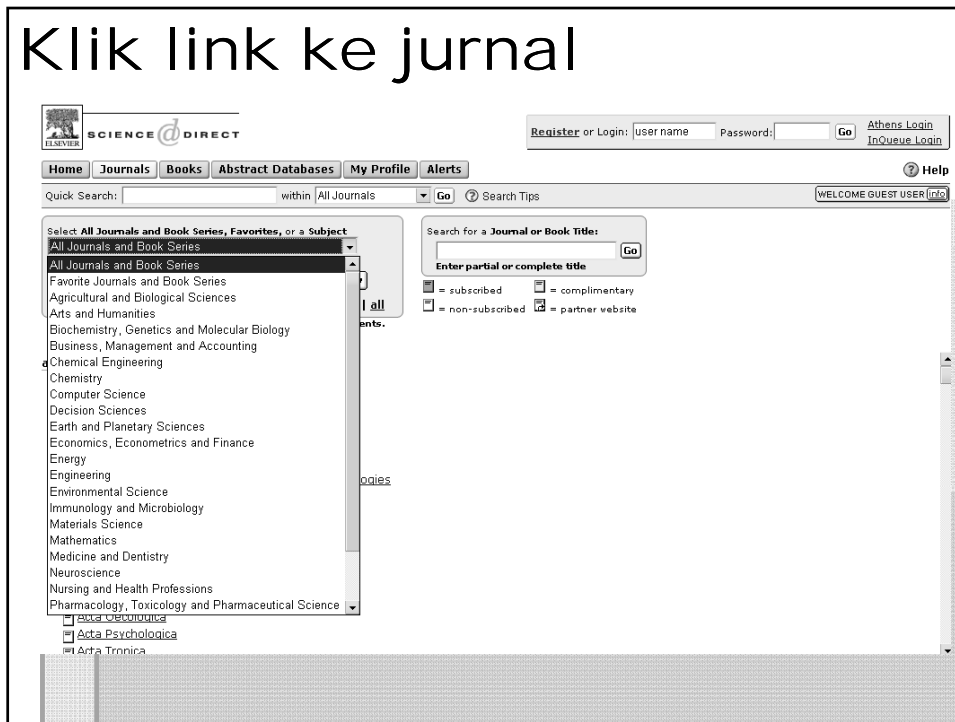 Klik link ke jurnal
ELSEVIER
SCIENCE @ DIRECT
Register or Login: user name Password: Go Athens Login
InQueue Login
Home Journals Books Abstract Databases My Profile Alerts ? Help
Quick Search: within All Journals Go ? Search Tips WELCOME GUEST USER [info]
Select All Journals and Book Series, Favorites, or a Subject
All Journals and Book Series
All Journals and Book Series
Favorite Journals and Book Series
Agricultural and Biological Sciences
Arts and Humanities
Biochemistry, Genetics and Molecular Biology
Business, Management and Accounting
Chemical Engineering
Chemistry
Computer Science
Decision Sciences
Earth and Planetary Sciences
Economics, Econometrics and Finance
Energy
Engineering
Environmental Science
Immunology and Microbiology
Materials Science
Mathematics
Medicine and Dentistry
Neuroscience
Nursing and Health Professions
Pharmacology, Toxicology and Pharmaceutical Science
| all
ents.
a
ogies
Acta Oecologica
Acta Psychologica
Acta Tropica
Search for a Journal or Book Title:
Go
Enter partial or complete title
= subscribed = complimentary
= non-subscribed = partner website